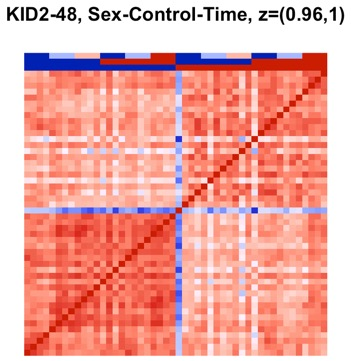 KID2-48, Sex-Control-Time, z=(0.96,1)